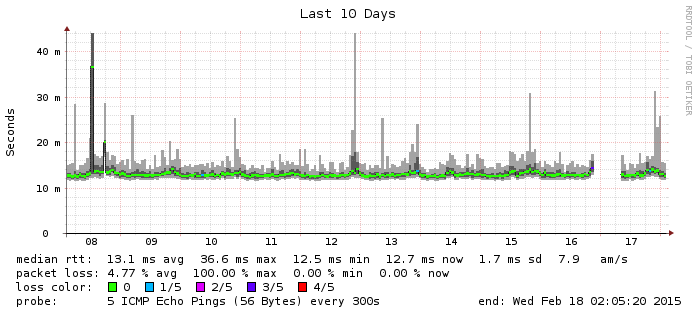 Last 10 Days
RRDTOOL / TOBI OETIKER
Seconds
40 m
30 m
20 m
10 m
08 09 10 11 12 13 14 15 16 17
median rtt: 13.1 ms avg 36.6 ms max 12.5 ms min 12.7 ms now 1.7 ms sd 7.9 am/s
packet loss: 4.77 % avg 100.00 % max 0.00 % min 0.00 % now
loss color: 0 1/5 2/5 3/5 4/5
probe: 5 ICMP Echo Pings (56 Bytes) every 300s end: Wed Feb 18 02:05:20 2015